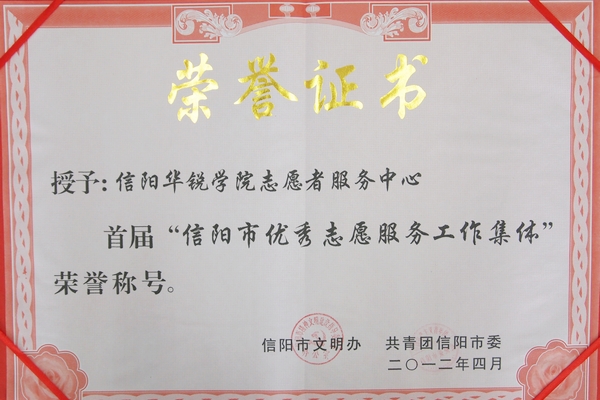 荣誉证书
授予：信阳华锐学院志愿者服务中心
首届“信阳市优秀志愿服务工作集体”
荣誉称号。
信阳市文明办 共青团信阳市委
二〇一二年四月